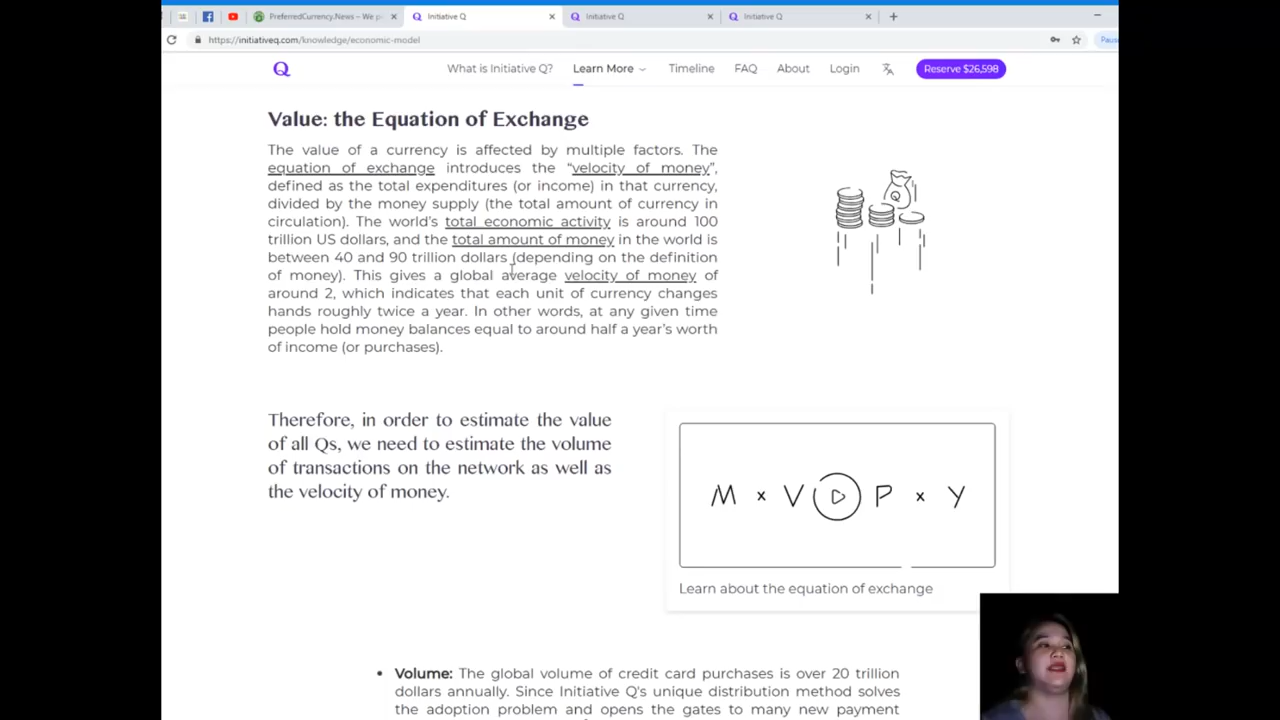 PreferredCurrency.News – We pr
Initiative Q
Initiative Q
Initiative Q
https://initiativeq.com/knowledge/economic-model
Paus
Q
What is Initiative Q?
Learn More
Timeline
FAQ
About
Login
Reserve $26,598
Value: the Equation of Exchange
The value of a currency is affected by multiple factors. The
equation of exchange introduces the “velocity of money”,
defined as the total expenditures (or income) in that currency,
divided by the money supply (the total amount of currency in
circulation). The world's total economic activity is around 100
trillion US dollars, and the total amount of money in the world is
between 40 and 90 trillion dollars (depending on the definition
of money). This gives a global average velocity of money of
around 2, which indicates that each unit of currency changes
hands roughly twice a year. In other words, at any given time
people hold money balances equal to around half a year's worth
of income (or purchases).
Q
Therefore, in order to estimate the value
of all Qs, we need to estimate the volume
of transactions on the network as well as
the velocity of money.
M × V P × Y
Learn about the equation of exchange
• Volume: The global volume of credit card purchases is over 20 trillion
dollars annually. Since Initiative Q's unique distribution method solves
the adoption problem and opens the gates to many new payment